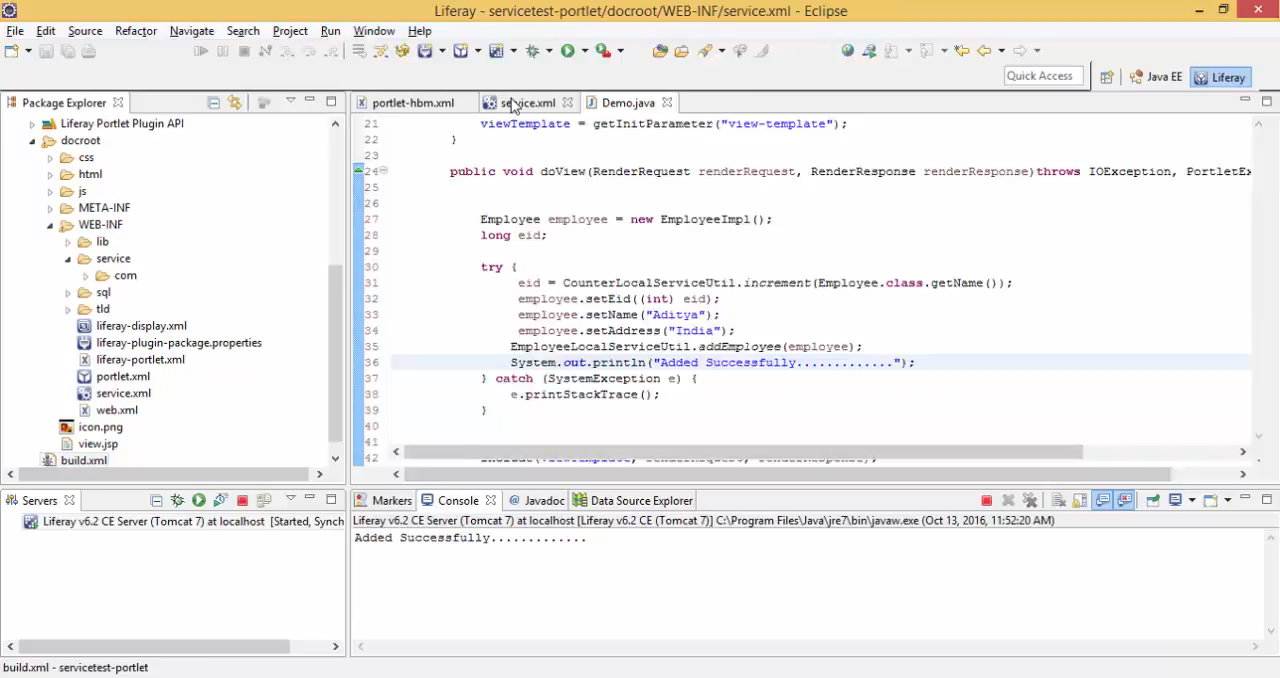 Liferay - servicetest-portlet/docroot/WEB-INF/service.xml - Eclipse
File Edit Source Refactor Navigate Search Project Run Window Help
Quick Access
Java EE
Liferay
Package Explorer
Liferay Portlet Plugin API
docroot
css
html
js
META-INF
WEB-INF
lib
service
com
sql
tld
liferay-display.xml
liferay-plugin-package.properties
liferay-portlet.xml
portlet.xml
service.xml
web.xml
icon.png
view.jsp
build.xml
portlet-hbm.xml service.xml Demo.java
21 viewTemplate = getInitParameter("view-template");
22 }
23
24 public void doView(RenderRequest renderRequest, RenderResponse renderResponse)throws IOException, PortletEx
25
26
27 Employee employee = new EmployeeImpl();
28 long eid;
29
30 try {
31 eid = CounterLocalServiceUtil.increment(Employee.class.getName());
32 employee.setEid((int) eid);
33 employee.setName("Aditya");
34 employee.setAddress("India");
35 EmployeeLocalServiceUtil.addEmployee(employee);
36 System.out.println("Added Successfully.............");
37 } catch (SystemException e) {
38 e.printStackTrace();
39 }
40
41
42
Servers
Liferay v6.2 CE Server (Tomcat 7) at localhost [Started, Synch
Markers Console Javadoc Data Source Explorer
Liferay v6.2 CE Server (Tomcat 7) at localhost [Liferay v6.2 CE (Tomcat 7)] C:\Program Files\Java\jre7\bin\javaw.exe (Oct 13, 2016, 11:52:20 AM)
Added Successfully.............
build.xml - servicetest-portlet